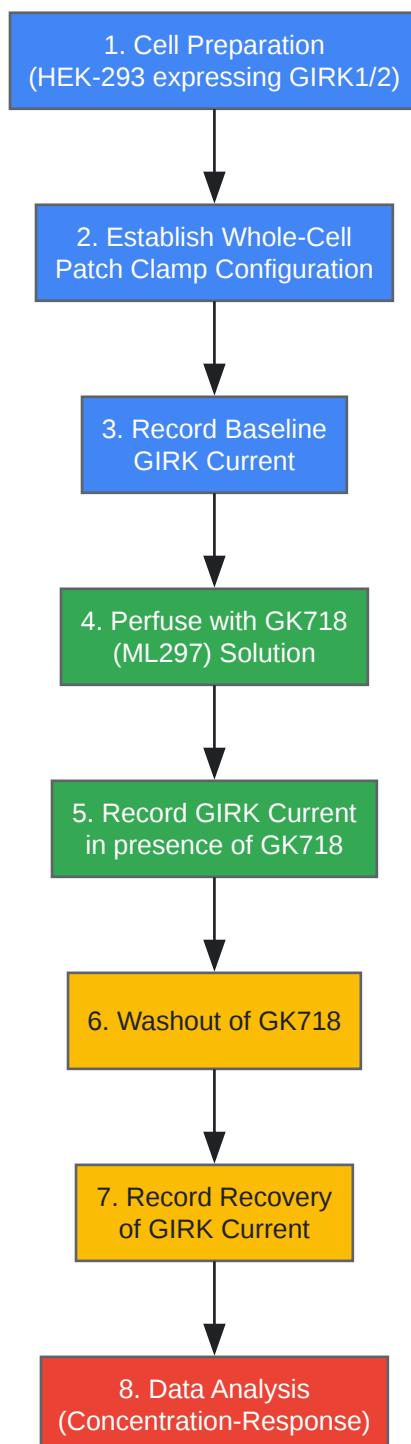 1. Cell Preparation
(HEK-293 expressing GIRK1/2)
2. Establish Whole-Cell
Patch Clamp Configuration
3. Record Baseline
GIRK Current
4. Perfuse with GK718
(ML297) Solution
5. Record GIRK Current
in presence of GK718
6. Washout of GK718
7. Record Recovery
of GIRK Current
8. Data Analysis
(Concentration-Response)